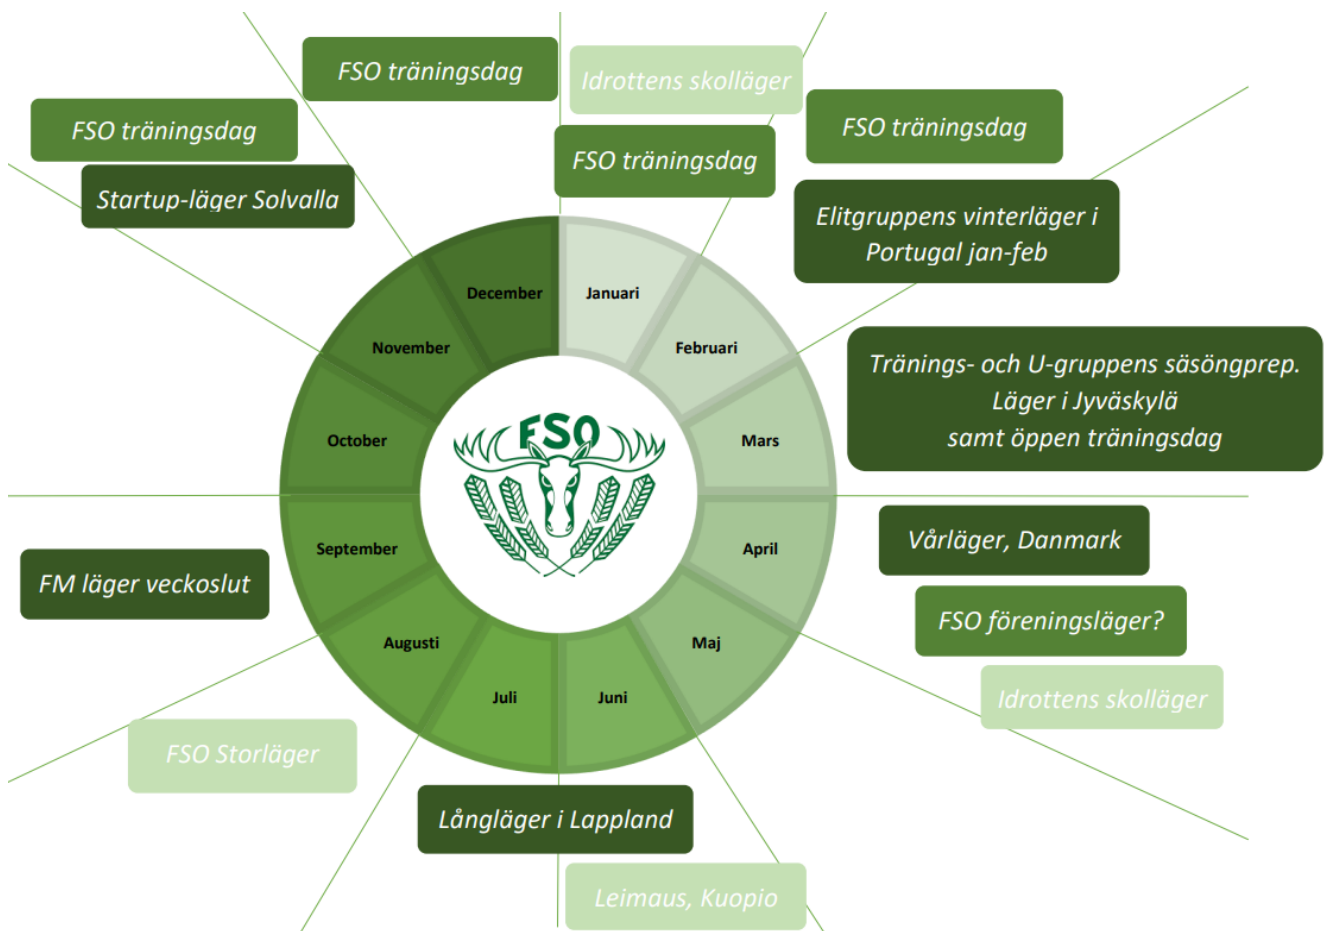 FSO träningsdag
Idrottens skolläger
FSO träningsdag
FSO träningsdag
FSO träningsdag
Startup-läger Solvalla
Elitgruppens vinterläger i
Portugal jan-feb
December
Januari
November
Februari
Tränings- och U-gruppens säsöngprep.
Läger i Jyväskylä
samt öppen träningsdag
October
FSO
Mars
September
April
Vårläger, Danmark
FM läger veckoslut
FSO föreningsläger?
Augusti
Maj
Idrottens skolläger
Juli
Juni
FSO Storläger
Långläger i Lappland
Leimaus, Kuopio